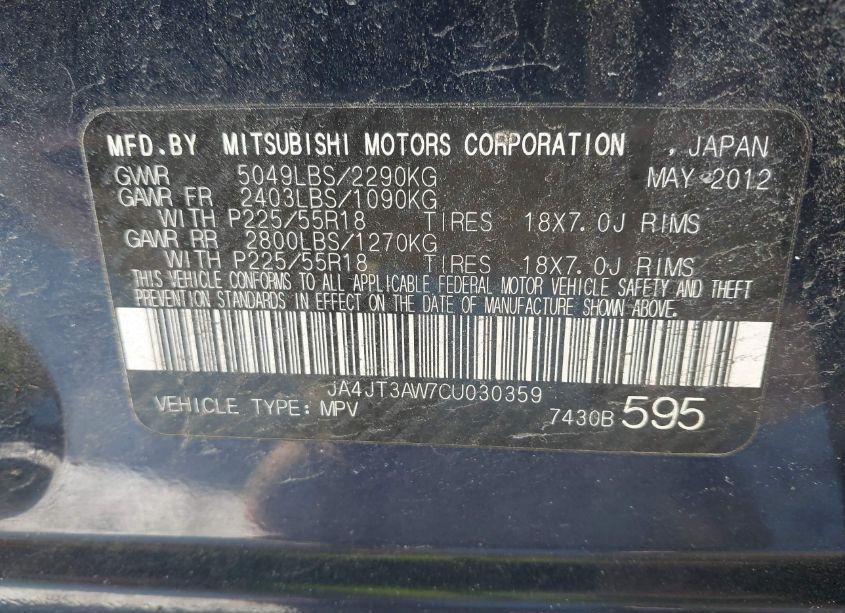 MFD.BY MITSUBISHI MOTORS CORPORATION , JAPAN
GVWR 5049LBS/2290KG MAY 2012
GAWR FR 2403LBS/1090KG
WITH P225/55R18 TIRES 18X7.0J RIMS
GAWR RR 2800LBS/1270KG
WITH P225/55R18 TIRES 18X7.0J RIMS
THIS VEHICLE CONFORMS TO ALL APPLICABLE FEDERAL MOTOR VEHICLE SAFETY AND THEFT
PREVENTION STANDARDS IN EFFECT ON THE DATE OF MANUFACTURE SHOWN ABOVE.
JA4JT3AW7CU030359
VEHICLE TYPE: MPV 7430B 595